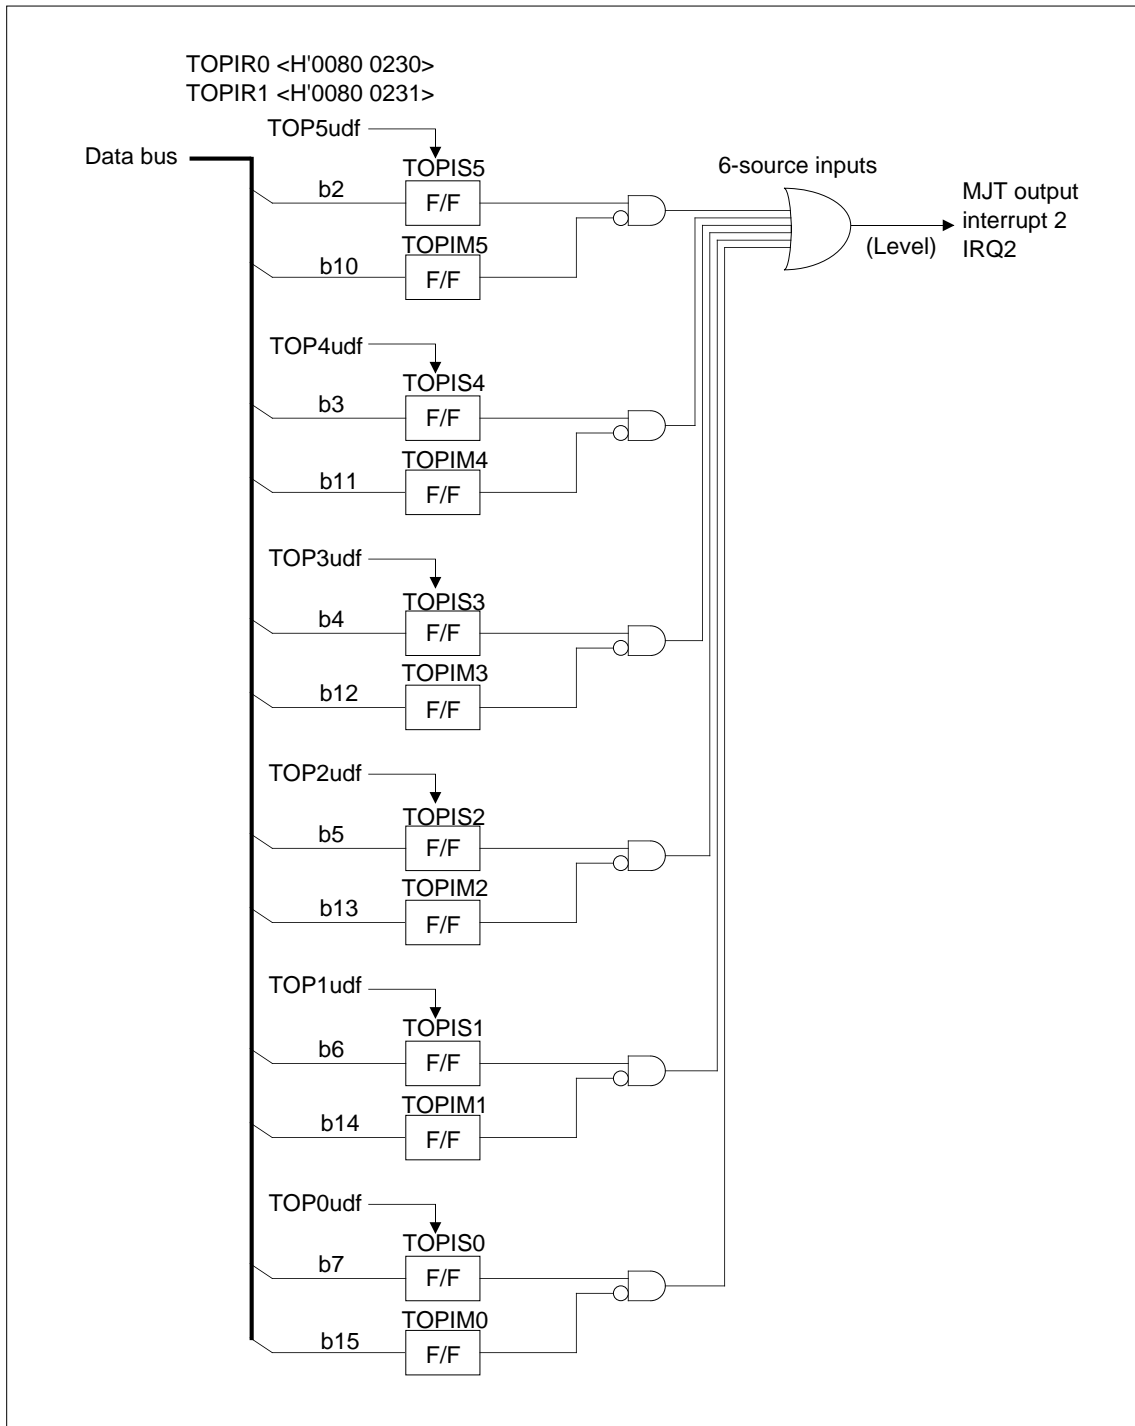 TOPIR0 <H'0080 0230>
TOPIR1 <H'0080 0231>
TOP5udf
Data bus
TOPIS5
b2
F/F
TOPIM5
b10
F/F
6-source inputs
MJT output
interrupt 2
IRQ2
(Level)
TOP4udf
TOPIS4
b3
F/F
TOPIM4
b11
F/F
TOP3udf
TOPIS3
b4
F/F
TOPIM3
b12
F/F
TOP2udf
TOPIS2
b5
F/F
TOPIM2
b13
F/F
TOP1udf
TOPIS1
b6
F/F
TOPIM1
b14
F/F
TOP0udf
TOPIS0
b7
F/F
TOPIM0
b15
F/F